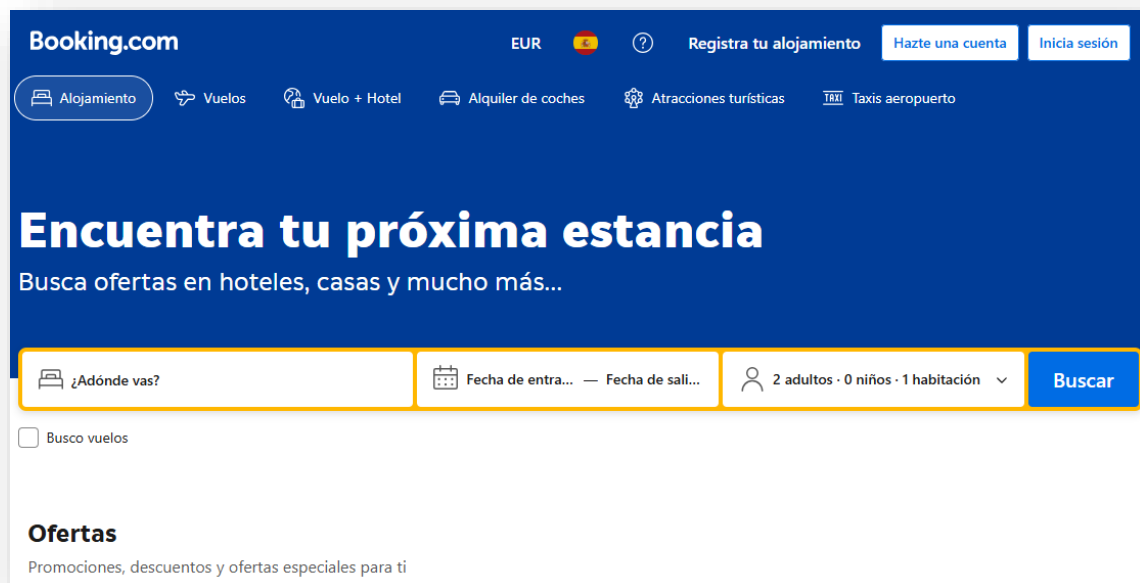 Booking.com
EUR
Registra tu alojamiento
Hazte una cuenta
Inicia sesión
Alojamiento
Vuelos
Vuelo + Hotel
Alquiler de coches
Atracciones turísticas
TAXI Taxis aeropuerto
Encuentra tu próxima estancia
Busca ofertas en hoteles, casas y mucho más...
¿Adónde vas?
Fecha de entra... — Fecha de sali...
2 adultos · 0 niños · 1 habitación
Buscar
Busco vuelos
Ofertas
Promociones, descuentos y ofertas especiales para ti